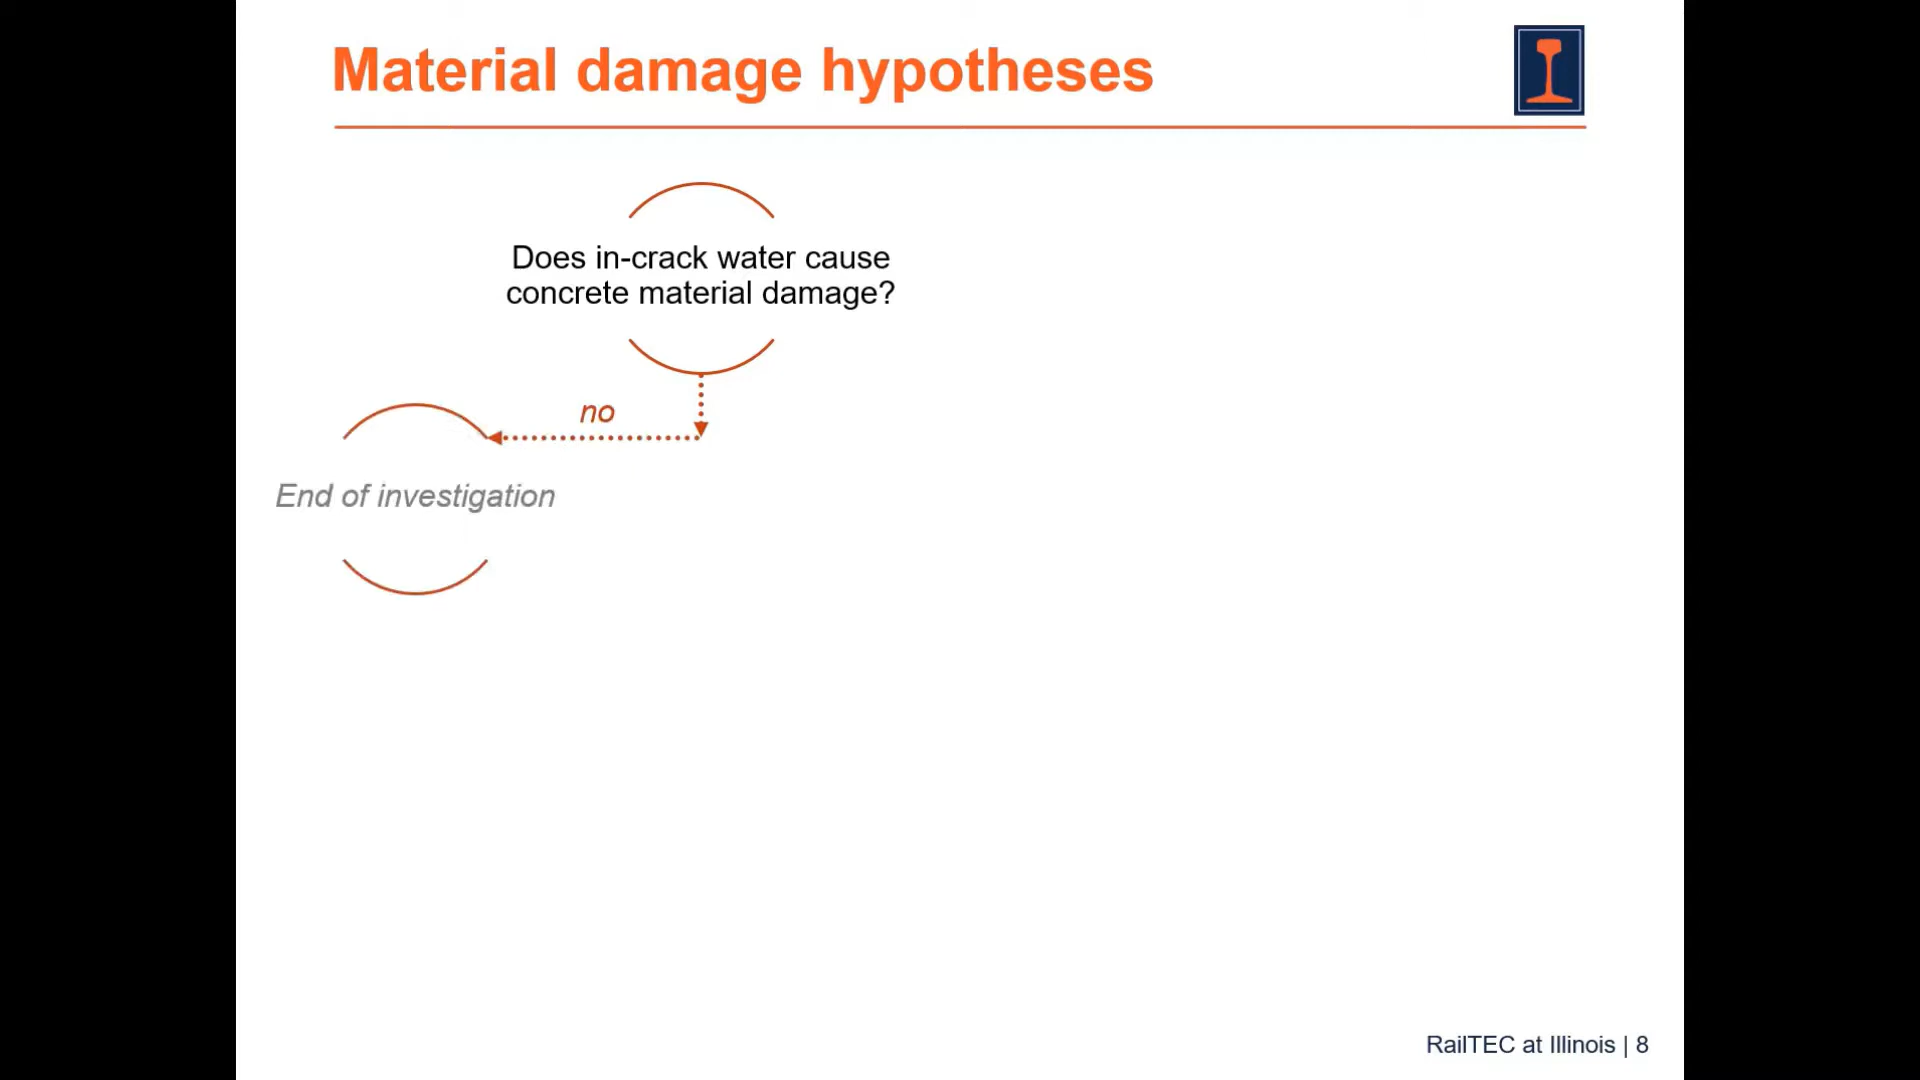 Material damage hypotheses
Does in-crack water cause
concrete material damage?
no
End of investigation
RailTEC at Illinois | 8